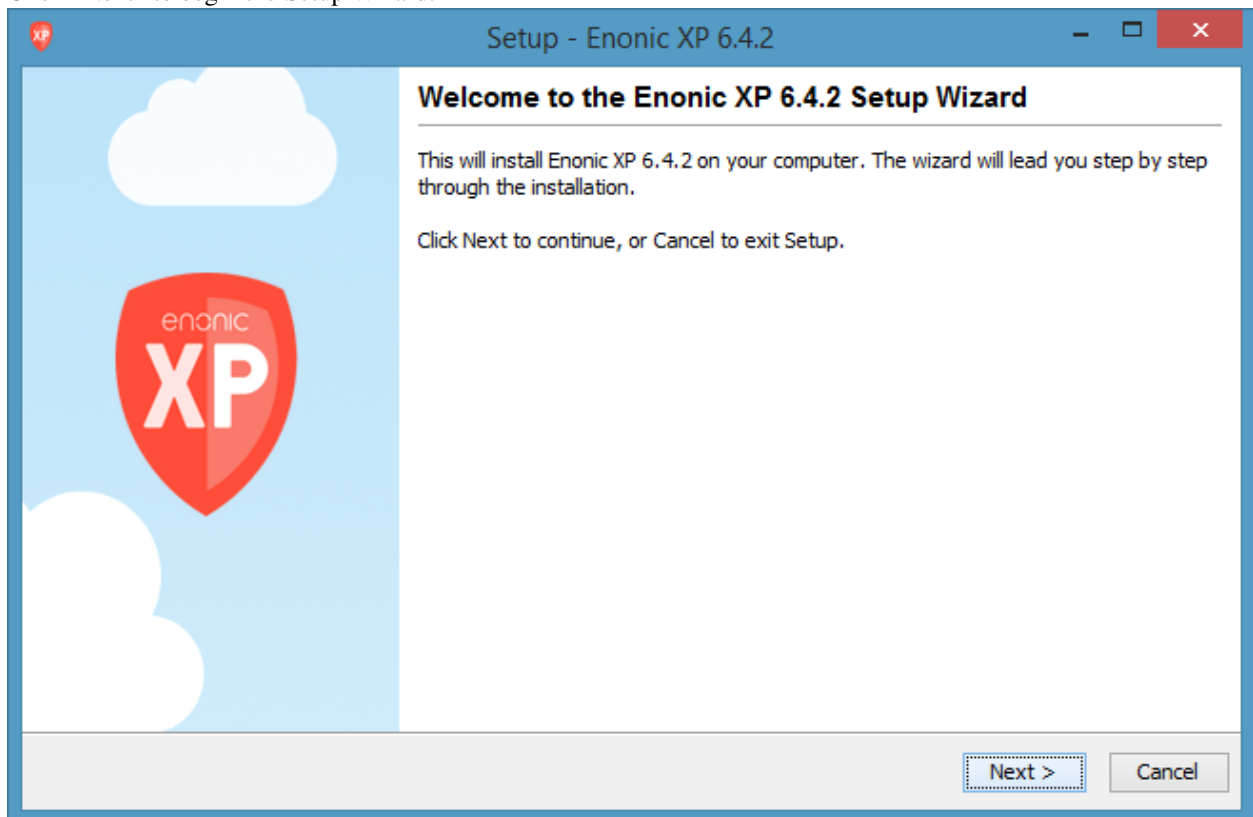 Setup - Enonic XP 6.4.2
Welcome to the Enonic XP 6.4.2 Setup Wizard
This will install Enonic XP 6.4.2 on your computer. The wizard will lead you step by step
through the installation.
Click Next to continue, or Cancel to exit Setup.
enonic
XP
Next >
Cancel